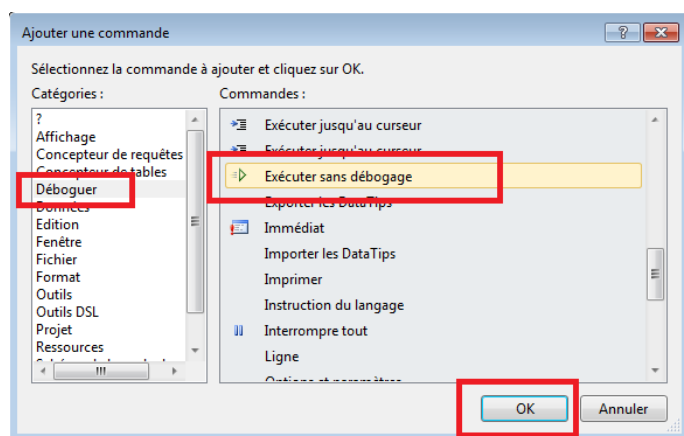 Ajouter une commande
Sélectionnez la commande à ajouter et cliquez sur OK.
Catégories :
Commandes :
?
Affichage
Concepteur de requêtes
Concepteur de tables
Déboguer
Données
Edition
Fenêtre
Fichier
Format
Outils
Outils DSL
Projet
Ressources
Exécuter jusqu'au curseur
Exécuter jusqu'au curseur
Exécuter sans débogage
Exporter les DataTips
Immédiat
Importer les DataTips
Imprimer
Instruction du langage
Interrompre tout
Ligne
Options et paramètres
OK
Annuler